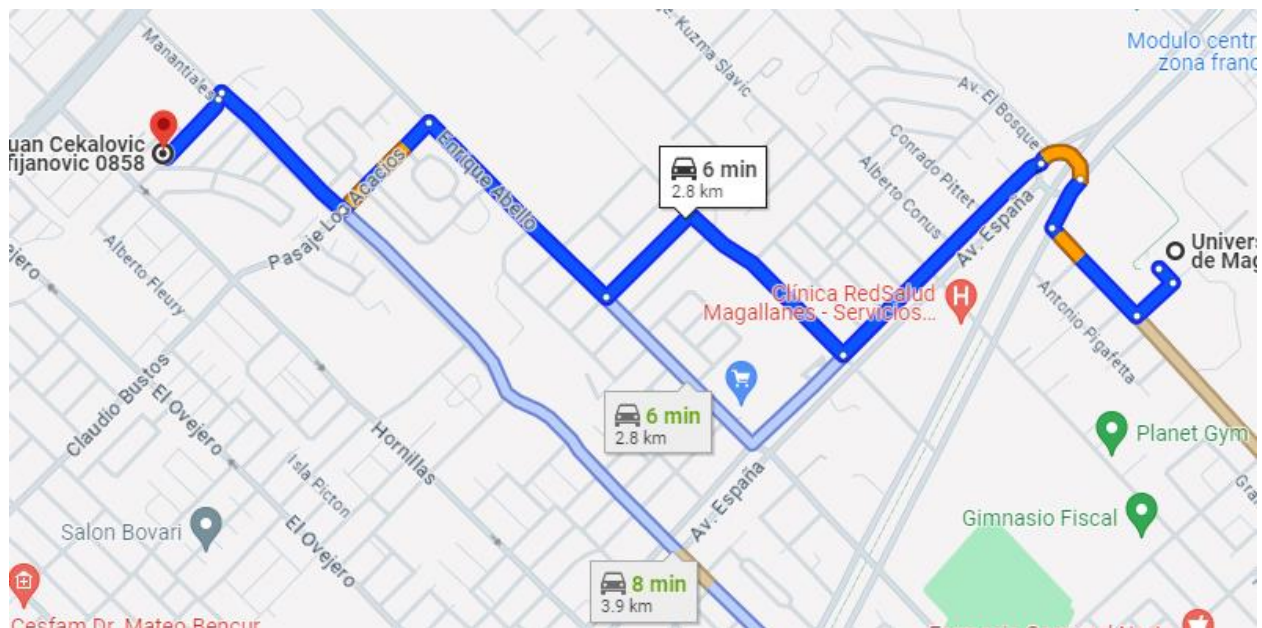 Modulo centr
zona franc
Manantiales
Kuzma Slavic
Av. El Bosque
uan Cekalovic
fijanovic 0858
Enrique Abello
Conrado Pittet
Alberto Conus
6 min
2.8 km
Pasaje Los Acacios
Av. España
Univers
de Mag
Alberto Fleury
ejero
Clínica RedSalud
Magallanes - Servicios...
H
Antonio Pigafetta
Claudio Bustos
El Ovejero
6 min
2.8 km
Hornillas
Planet Gym
Isla Picton
Av. España
Gra
Salon Bovari
El Ovejero
Gimnasio Fiscal
8 min
3.9 km
Cesfam Dr. Mateo Bencur